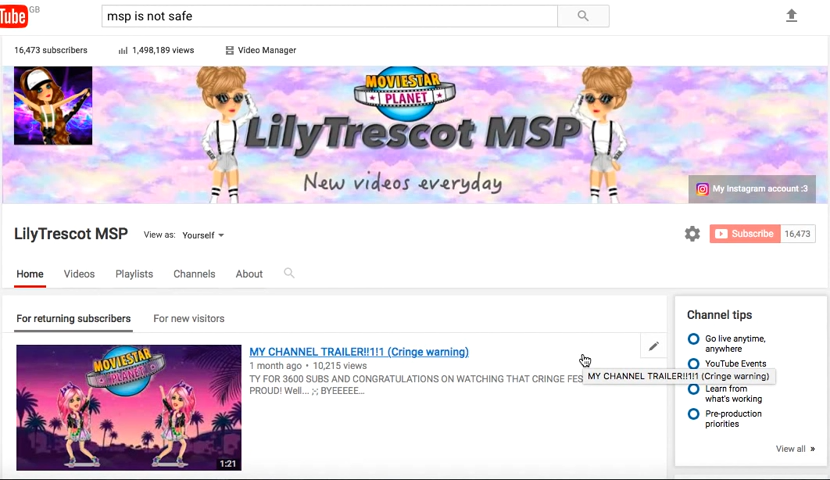 Tube GB
msp is not safe
16,473 subscribers
1,498,189 views
Video Manager
MOVIESTAR
PLANET
LilyTrescot MSP
New videos everyday
My Instagram account :3
LilyTrescot MSP
View as: Yourself
Subscribe 16,473
Home Videos Playlists Channels About
For returning subscribers
For new visitors
MOVIESTAR
PLANET
1:21
MY CHANNEL TRAILER!!1!1 (Cringe warning)
1 month ago • 10,215 views
TY FOR 3600 SUBS AND CONGRATULATIONS ON WATCHING THAT CRINGE FES
PROUD! Well... ;-; BYEEEEE...
MY CHANNEL TRAILER!!1!1 (Cringe warning)
Channel tips
Go live anytime,
anywhere
YouTube Events
Learn from
what's working
Pre-production
priorities
View all »